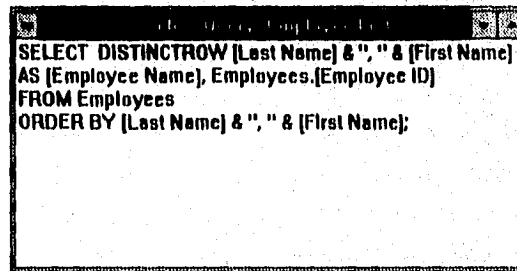 SELECT DISTINCTROW [Last Name] & ", " & [First Name]
AS [Employee Name], Employees.[Employee ID]
FROM Employees
ORDER BY [Last Name] & ", " & [First Name];